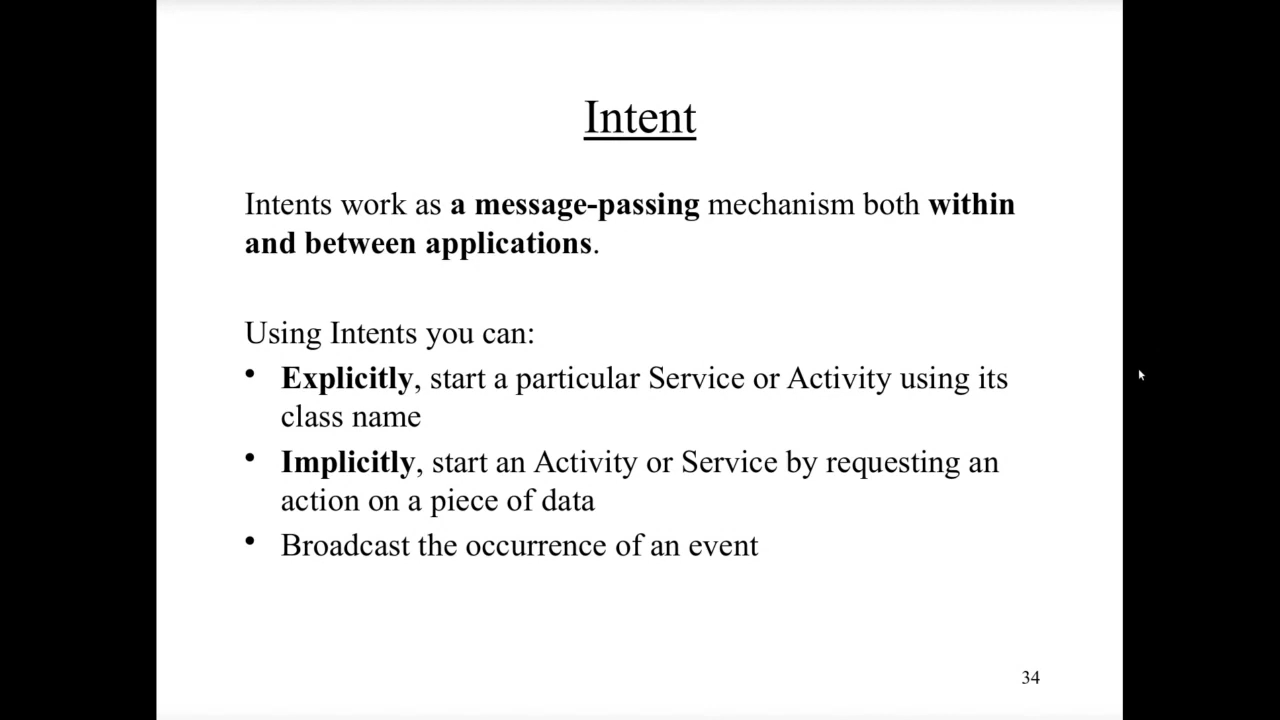 Intent
Intents work as a message-passing mechanism both within
and between applications.
Using Intents you can:
• Explicitly, start a particular Service or Activity using its
class name
• Implicitly, start an Activity or Service by requesting an
action on a piece of data
• Broadcast the occurrence of an event
34